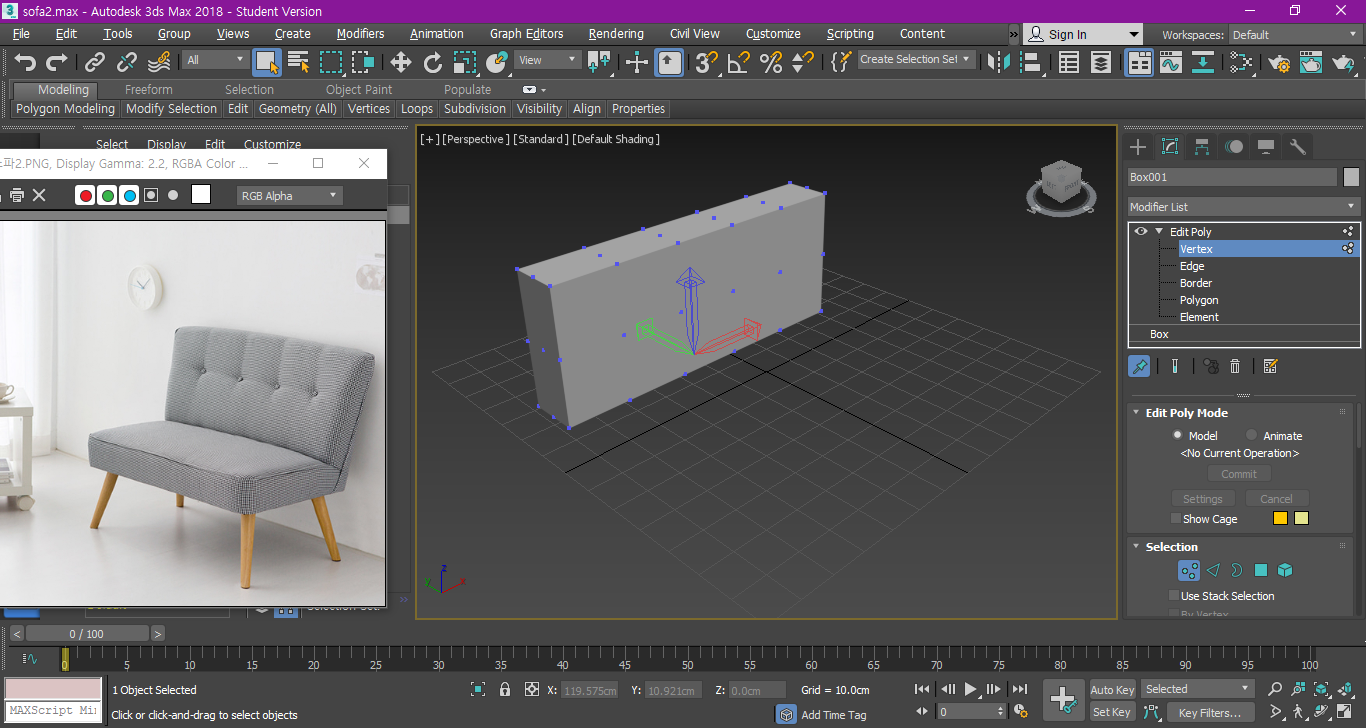 sofa2.max - Autodesk 3ds Max 2018 - Student Version
File Edit Tools Group Views Create Modifiers Animation Graph Editors Rendering Civil View Customize Scripting Content » Sign In Workspaces: Default
All View Create Selection Set
Modeling Freeform Selection Object Paint Populate
Polygon Modeling Modify Selection Edit Geometry (All) Vertices Loops Subdivision Visibility Align Properties
Select Display Edit Customize
파2.PNG, Display Gamma: 2.2, RGBA Color ...
RGB Alpha
[+] [Perspective ] [Standard ] [Default Shading ]
z
y
x
Box001
Modifier List
Edit Poly
Vertex
Edge
Border
Polygon
Element
Box
Edit Poly Mode
Model Animate
<No Current Operation>
Commit
Settings Cancel
Show Cage
Selection
Use Stack Selection
By Vertex
Default
Selection Set:
< 0 / 100 >
0 5 10 15 20 25 30 35 40 45 50 55 60 65 70 75 80 85 90 95 100
1 Object Selected X: 119.575cm Y: 10.921cm Z: 0.0cm Grid = 10.0cm Auto Key Selected
MAXScript Mi
Click or click-and-drag to select objects Add Time Tag 0 Set Key Key Filters...